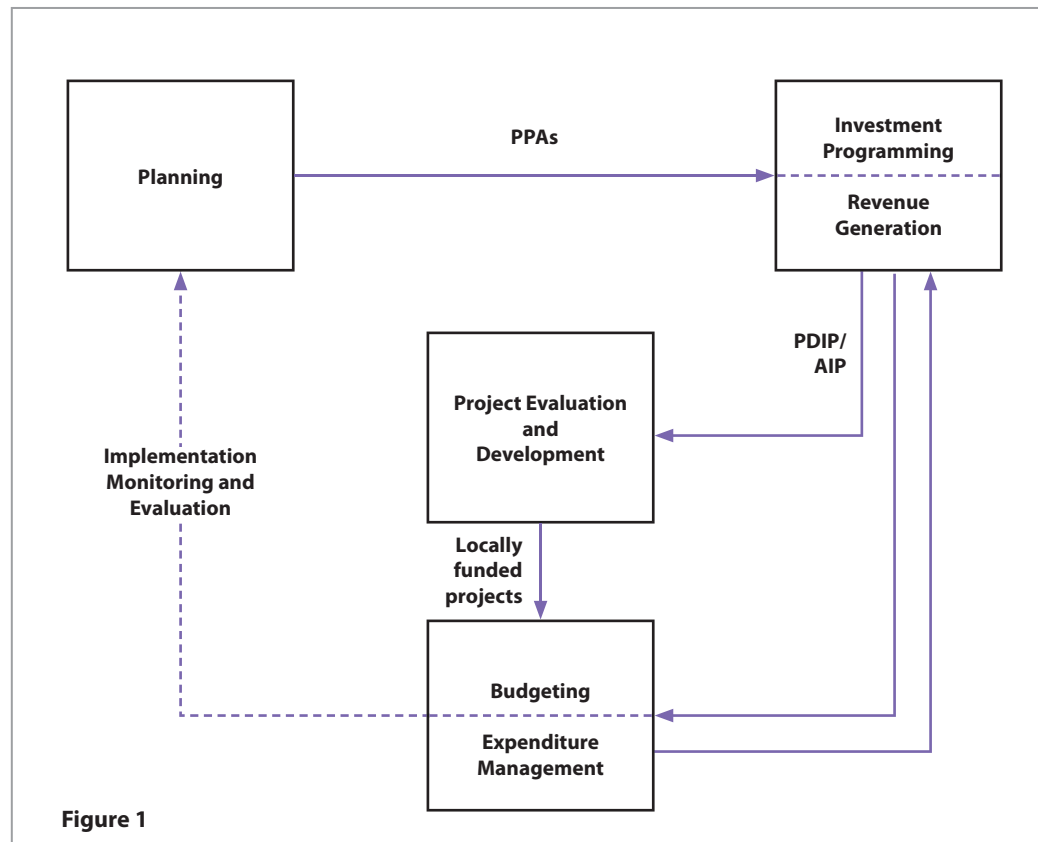 Planning
PPAs
Investment
Programming
Revenue
Generation
PDIP/
AIP
Project Evaluation
and
Development
Implementation
Monitoring and
Evaluation
Locally
funded
projects
Budgeting
Expenditure
Management
Figure 1